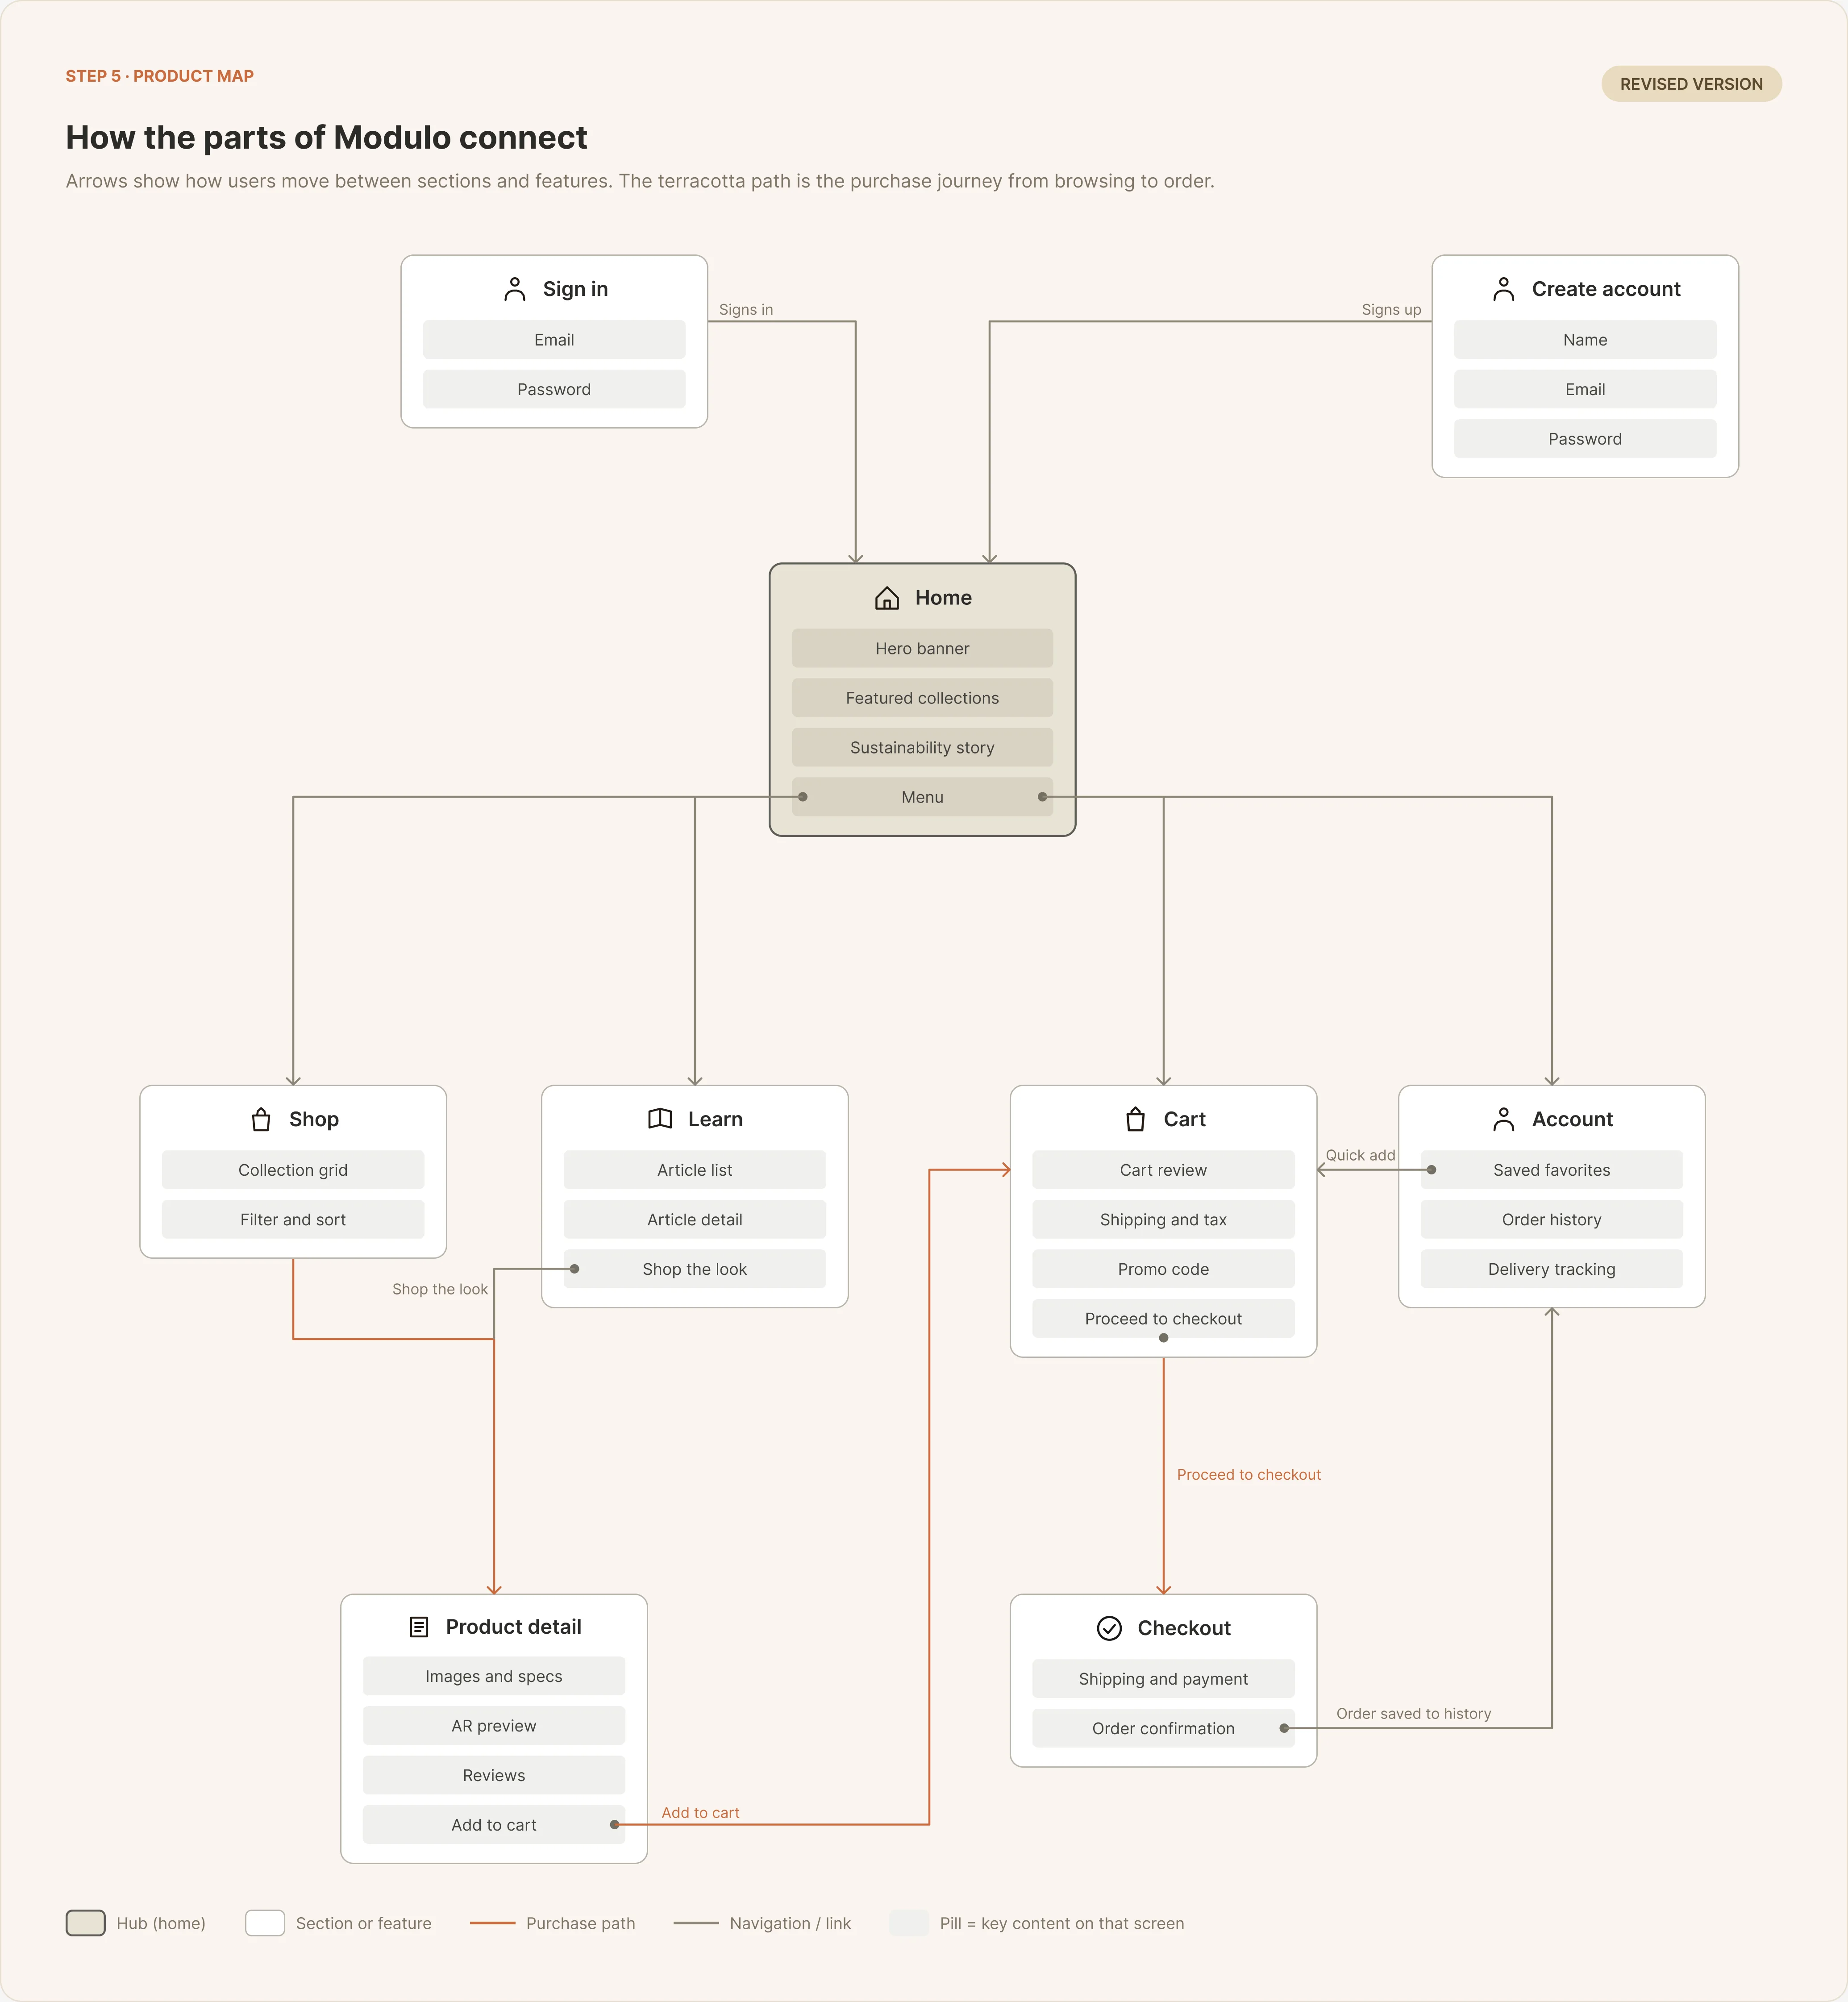 STEP 5 · PRODUCT MAP
REVISED VERSION
How the parts of Modulo connect
Arrows show how users move between sections and features. The terracotta path is the purchase journey from browsing to order.
Sign in
Email
Password
Signs in
Signs up
Create account
Name
Email
Password
Home
Hero banner
Featured collections
Sustainability story
Menu
Shop
Collection grid
Filter and sort
Learn
Article list
Article detail
Shop the look
Shop the look
Cart
Cart review
Shipping and tax
Promo code
Proceed to checkout
Quick add
Account
Saved favorites
Order history
Delivery tracking
Proceed to checkout
Product detail
Images and specs
AR preview
Reviews
Add to cart
Add to cart
Checkout
Shipping and payment
Order confirmation
Order saved to history
Hub (home)
Section or feature
Purchase path
Navigation / link
Pill = key content on that screen